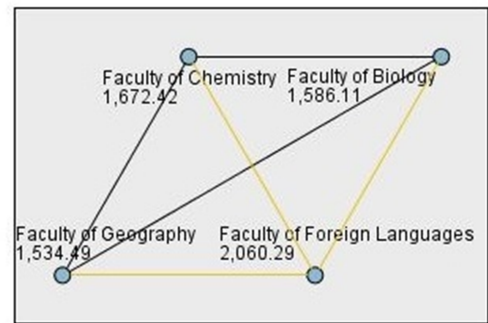 Faculty of Chemistry
1,672.42
Faculty of Biology
1,586.11
Faculty of Geography
1,534.49
Faculty of Foreign Languages
2,060.29